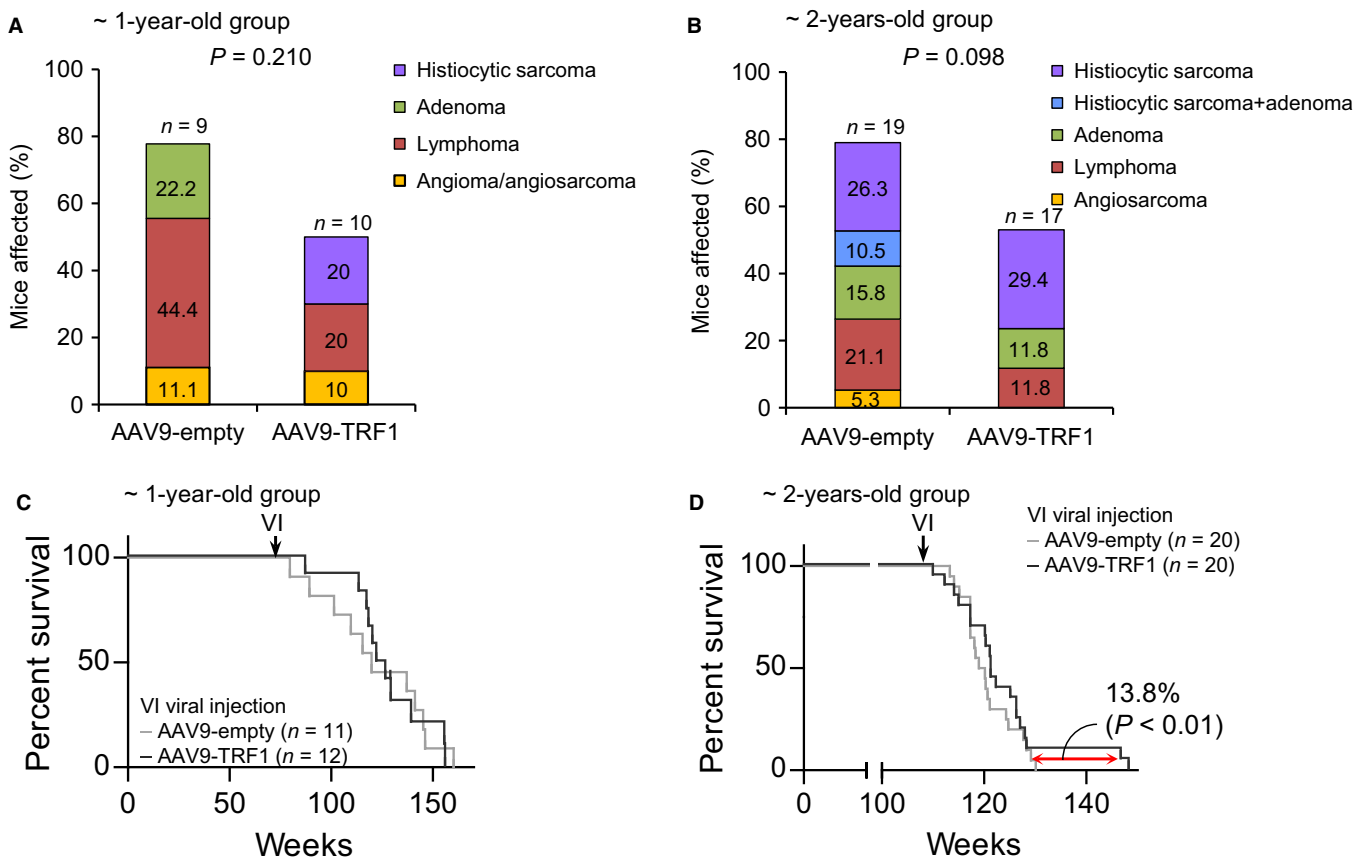 A
~ 1-year-old group
P = 0.210
Mice affected (%)
100
80
60
40
20
0
n = 9
22.2
44.4
11.1
n = 10
20
20
10
AAV9-empty
AAV9-TRF1
Histiocytic sarcoma
Adenoma
Lymphoma
Angioma/angiosarcoma
B
~ 2-years-old group
P = 0.098
Mice affected (%)
100
80
60
40
20
0
n = 19
26.3
10.5
15.8
21.1
5.3
n = 17
29.4
11.8
11.8
AAV9-empty
AAV9-TRF1
Histiocytic sarcoma
Histiocytic sarcoma+adenoma
Adenoma
Lymphoma
Angiosarcoma
C
~ 1-year-old group
VI
Percent survival
100
50
0
VI viral injection
AAV9-empty (n = 11)
AAV9-TRF1 (n = 12)
0 50 100 150
Weeks
D
~ 2-years-old group
VI
VI viral injection
AAV9-empty (n = 20)
AAV9-TRF1 (n = 20)
Percent survival
100
50
0
13.8%
(P < 0.01)
0 100 120 140
Weeks